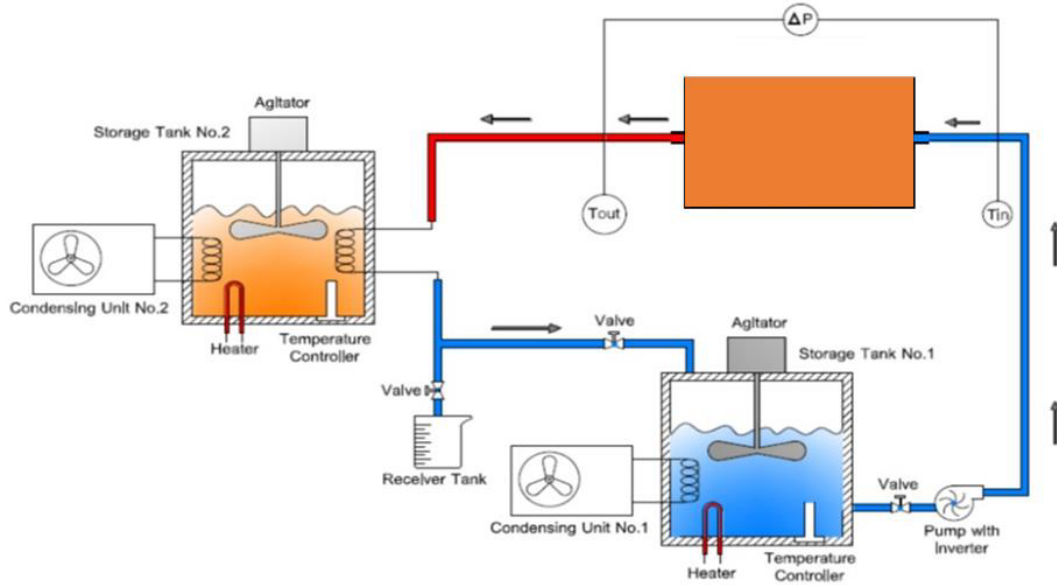 ΔP
Agitator
Storage Tank No.2
Tout
Tin
Condensing Unit No.2
Heater
Temperature
Controller
Valve
Agitator
Storage Tank No.1
Valve
Receiver Tank
Valve
Condensing Unit No.1
Pump with
Inverter
Heater
Temperature
Controller